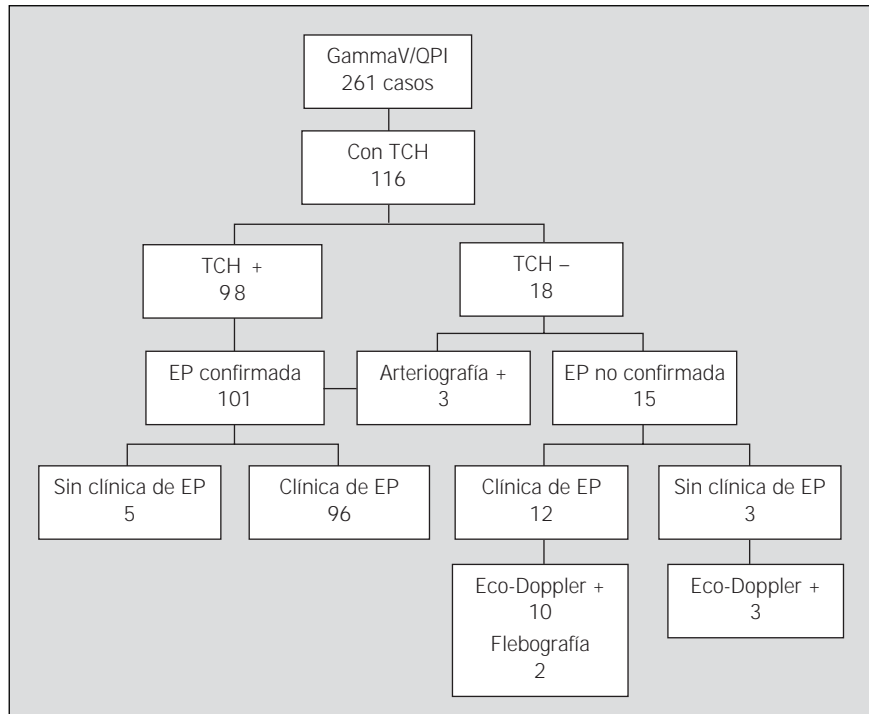 GammaV/QPI
261 casos
Con TCH
116
TCH +
98
TCH –
18
EP confirmada
101
Arteriografía +
3
EP no confirmada
15
Sin clínica de EP
5
Clínica de EP
96
Clínica de EP
12
Sin clínica de EP
3
Eco-Doppler +
10
Flebografía
2
Eco-Doppler +
3